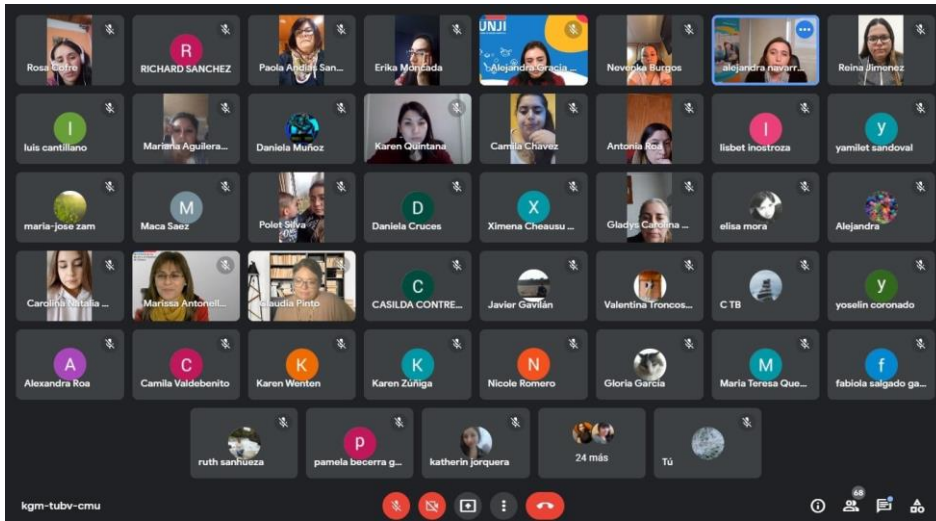 Rosa Cofre
RICHARD SANCHEZ
R
Paola Andrea San...
Erika Moncada
UNJI
Alejandra Gracia ...
Nevenka Burgos
alejandra navarr...
Reina Jimenez
l
luis cantillano
Mariana Aguilera...
Daniela Muñoz
Karen Quintana
Camila Chavez
Antonia Roa
l
lisbet inostroza
y
yamilet sandoval
maria-jose zam
M
Maca Saez
Polet Silva
D
Daniela Cruces
X
Ximena Cheausu ...
Gladys Carolina ...
elisa mora
Alejandra
Carolina Natalia ...
Marissa Antonell...
Claudia Pinto
C
CASILDA CONTRE...
Javier Gavilán
Valentina Troncos...
C TB
y
yoselin coronado
A
Alexandra Roa
C
Camila Valdebenito
K
Karen Wenten
K
Karen Zúñiga
N
Nicole Romero
Gloria García
M
Maria Teresa Que...
f
fabiola salgado ga...
ruth sanhueza
p
pamela becerra g...
katherin jorquera
24 más
Tú
kgm-tubv-cmu
68